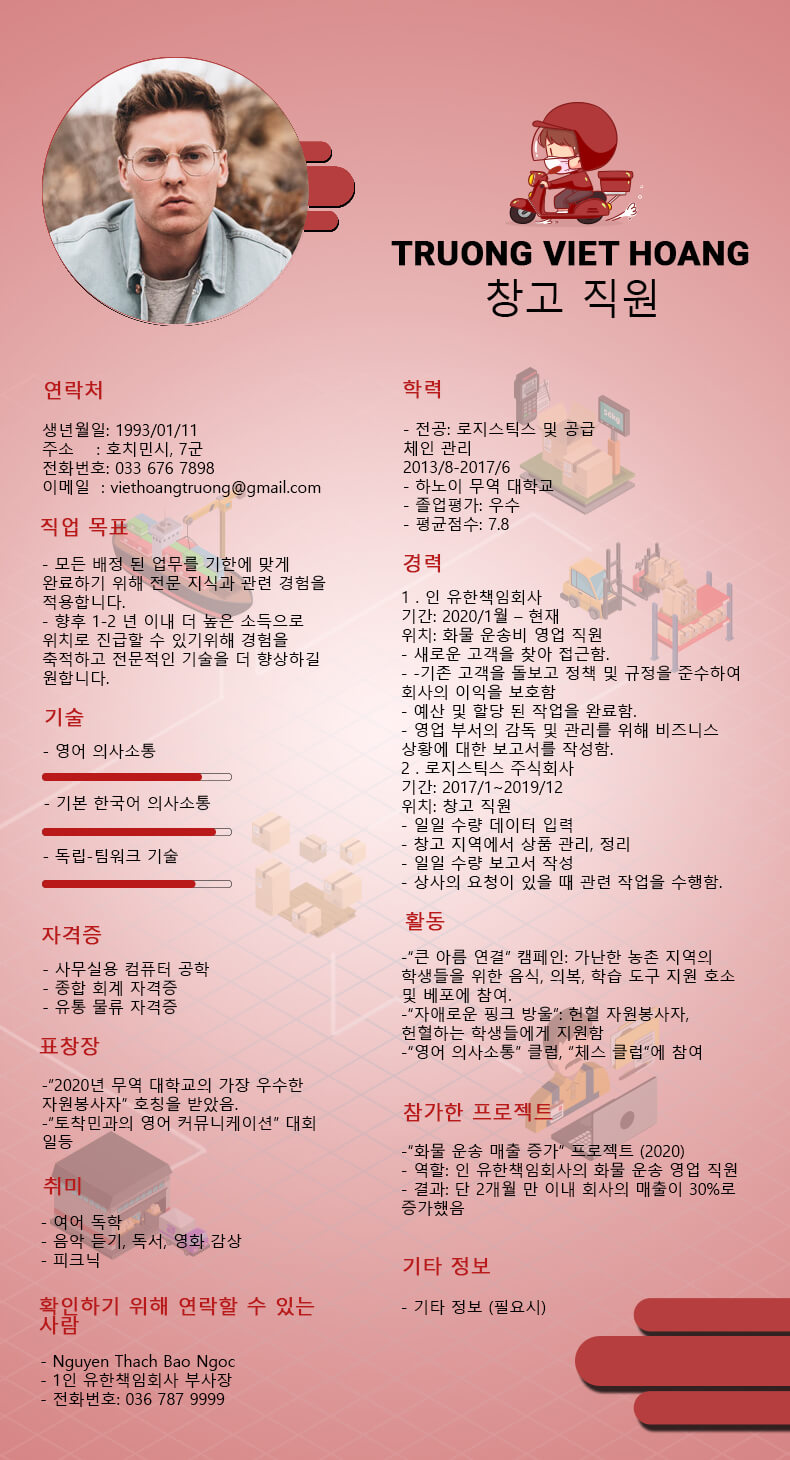 TRUONG VIET HOANG
창고 직원
연락처
생년월일: 1993/01/11
주소 : 호치민시, 7군
전화번호: 033 676 7898
이메일 : viethoangtruong@gmail.com
직업 목표
- 모든 배정 된 업무를 기한에 맞게
완료하기 위해 전문 지식과 관련 경험을
적용합니다.
- 향후 1-2 년 이내 더 높은 소득으로
위치로 진급할 수 있기위해 경험을
축적하고 전문적인 기술을 더 향상하길
원합니다.
기술
- 영어 의사소통
- 기본 한국어 의사소통
- 독립-팀워크 기술
자격증
- 사무실용 컴퓨터 공학
- 종합 회계 자격증
- 유통 물류 자격증
표창장
-“2020년 무역 대학교의 가장 우수한
자원봉사자” 호칭을 받았음.
-“토착민과의 영어 커뮤니케이션” 대회
일등
취미
- 여어 독학
- 음악 듣기, 독서, 영화 감상
- 피크닉
확인하기 위해 연락할 수 있는
사람
- Nguyen Thach Bao Ngoc
- 1인 유한책임회사 부사장
- 전화번호: 036 787 9999
학력
- 전공: 로지스틱스 및 공급
체인 관리
2013/8-2017/6
- 하노이 무역 대학교
- 졸업평가: 우수
- 평균점수: 7.8
경력
1 . 인 유한책임회사
기간: 2020/1월 – 현재
위치: 화물 운송비 영업 직원
- 새로운 고객을 찾아 접근함.
- -기존 고객을 돌보고 정책 및 규정을 준수하여
회사의 이익을 보호함
- 예산 및 할당 된 작업을 완료함.
- 영업 부서의 감독 및 관리를 위해 비즈니스
상황에 대한 보고서를 작성함.
2 . 로지스틱스 주식회사
기간: 2017/1~2019/12
위치: 창고 직원
- 일일 수량 데이터 입력
- 창고 지역에서 상품 관리, 정리
- 일일 수량 보고서 작성
- 상사의 요청이 있을 때 관련 작업을 수행함.
활동
-“큰 아름 연결” 캠페인: 가난한 농촌 지역의
학생들을 위한 음식, 의복, 학습 도구 지원 호소
및 베포에 참여.
-“자애로운 핑크 방울”: 헌혈 자원봉사자,
헌혈하는 학생들에게 지원함
-“영어 의사소통” 클럽, “체스 클럽“에 참여
참가한 프로젝트
-“화물 운송 매출 증가“ 프로젝트 (2020)
- 역할: 인 유한책임회사의 화물 운송 영업 직원
- 결과: 단 2개월 만 이내 회사의 매출이 30%로
증가했음
기타 정보
- 기타 정보 (필요시)